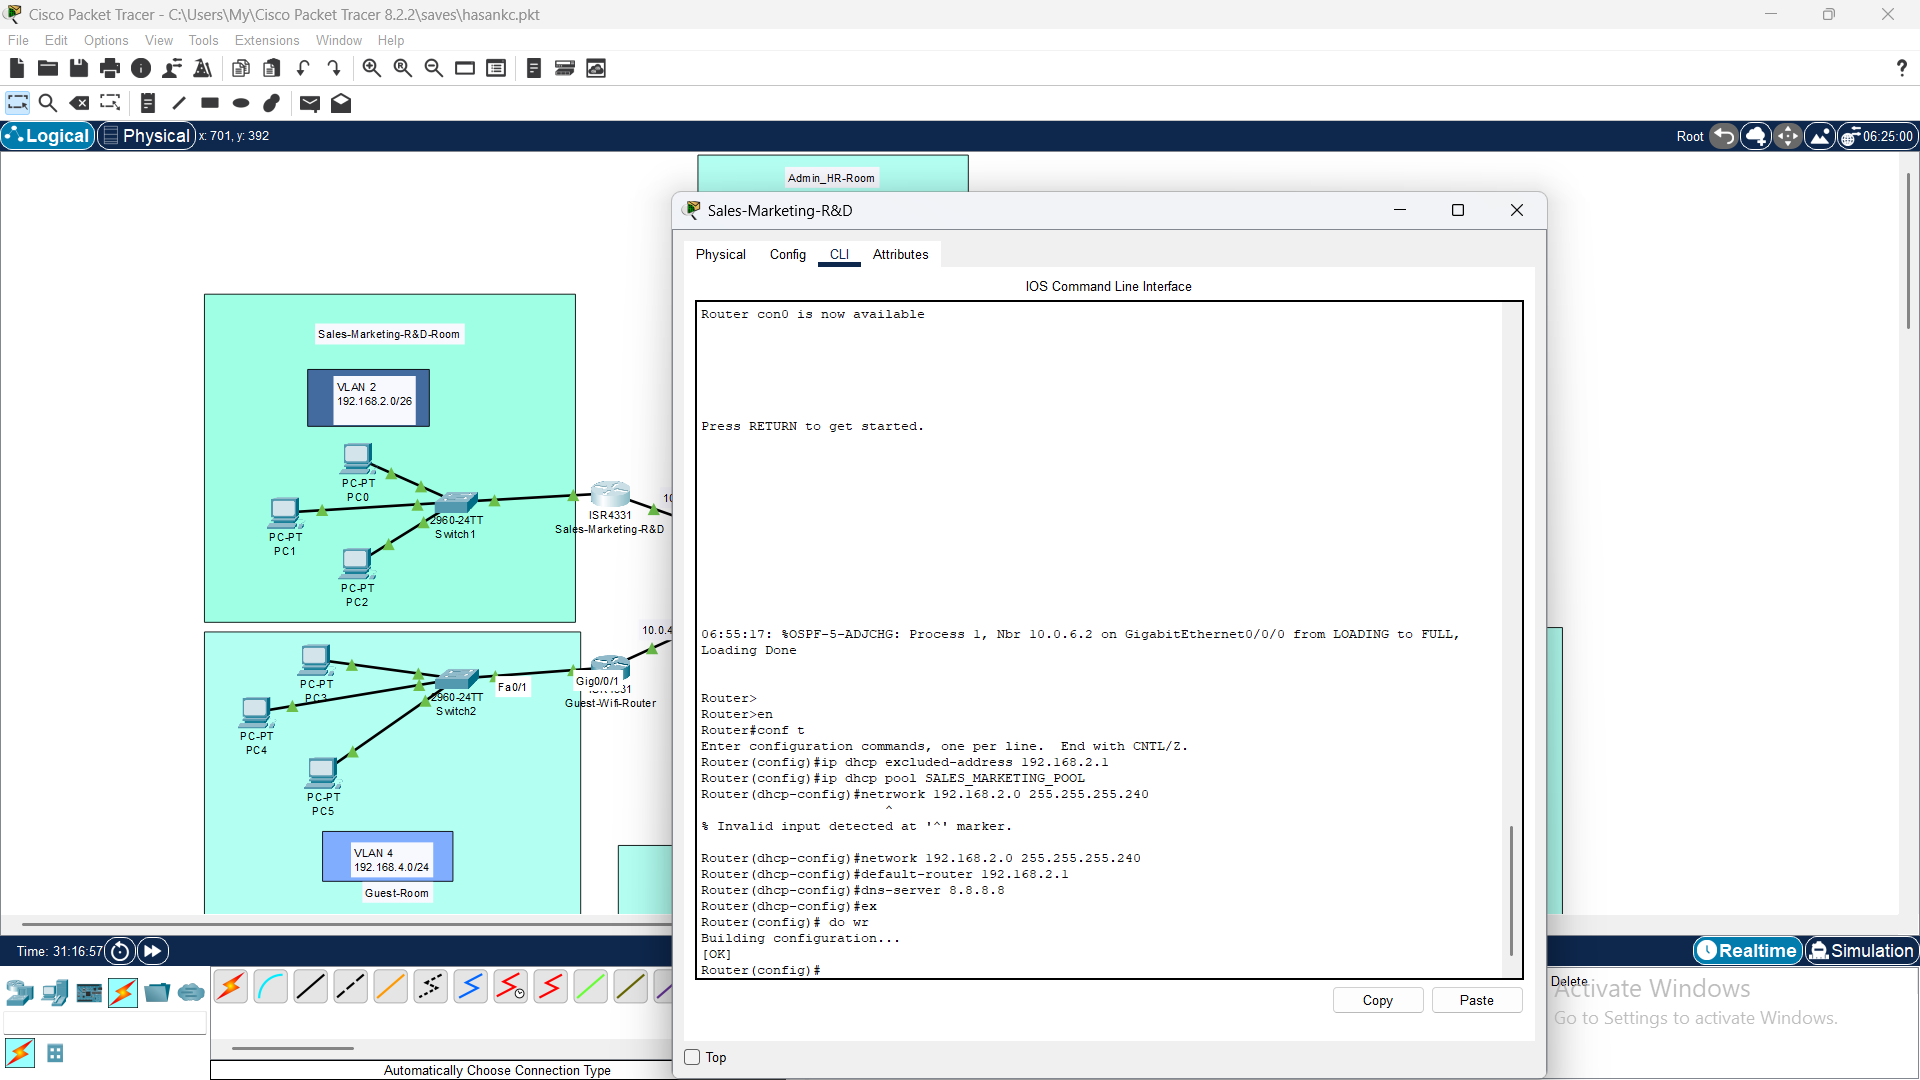 Cisco Packet Tracer - C:\Users\My\Cisco Packet Tracer 8.2.2\saves\hasankc.pkt
File Edit Options View Tools Extensions Window Help
Logical Physical x: 701, y: 392
Root 06:25:00
Admin_HR-Room
Sales-Marketing-R&D-Room
VLAN 2
192.168.2.0/26
PC-PT
PC0
PC-PT
PC1
PC-PT
PC2
2960-24TT
Switch1
ISR4331
Sales-Marketing-R&D
10
10.0.4
PC-PT
PC3
PC-PT
PC4
PC-PT
PC5
2960-24TT
Switch2
Fa0/1
Gig0/0/1
Guest-Wifi-Router
VLAN 4
192.168.4.0/24
Guest-Room
Sales-Marketing-R&D
Physical Config CLI Attributes
IOS Command Line Interface
Router con0 is now available
Press RETURN to get started.
06:55:17: %OSPF-5-ADJCHG: Process 1, Nbr 10.0.6.2 on GigabitEthernet0/0/0 from LOADING to FULL,
Loading Done
Router>
Router>en
Router#conf t
Enter configuration commands, one per line.  End with CNTL/Z.
Router(config)#ip dhcp excluded-address 192.168.2.1
Router(config)#ip dhcp pool SALES_MARKETING_POOL
Router(dhcp-config)#netrwork 192.168.2.0 255.255.255.240
^
% Invalid input detected at '^' marker.
Router(dhcp-config)#network 192.168.2.0 255.255.255.240
Router(dhcp-config)#default-router 192.168.2.1
Router(dhcp-config)#dns-server 8.8.8.8
Router(dhcp-config)#ex
Router(config)# do wr
Building configuration...
[OK]
Router(config)#
Copy Paste
Top
Time: 31:16:57
Realtime Simulation
Delete
Activate Windows
Go to Settings to activate Windows.
Automatically Choose Connection Type